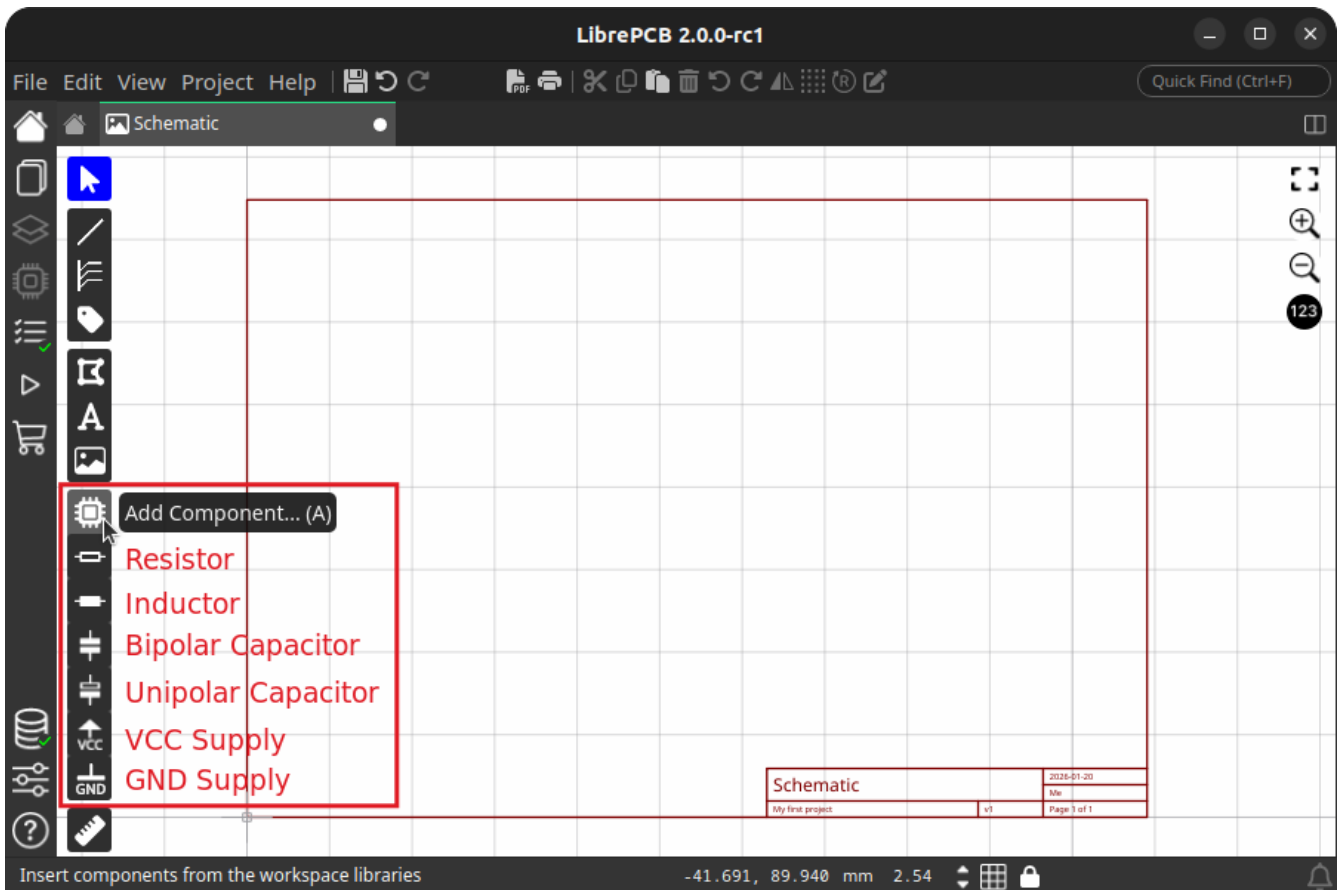 LibrePCB 2.0.0-rc1
File Edit View Project Help
PDF
R
Quick Find (Ctrl+F)
Schematic
A
123
Add Component... (A)
Resistor
Inductor
Bipolar Capacitor
Unipolar Capacitor
VCC
VCC Supply
GND
GND Supply
Schematic
2026-01-20
Me
My first project
v1
Page 1 of 1
?
Insert components from the workspace libraries
-41.691, 89.940 mm 2.54